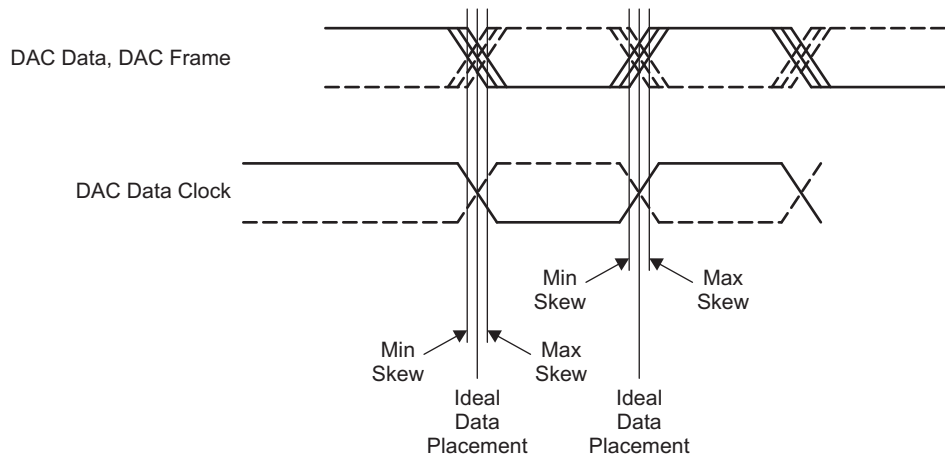 DAC Data, DAC Frame
DAC Data Clock
Min
Skew
Max
Skew
Min
Skew
Max
Skew
Ideal
Data
Placement
Ideal
Data
Placement